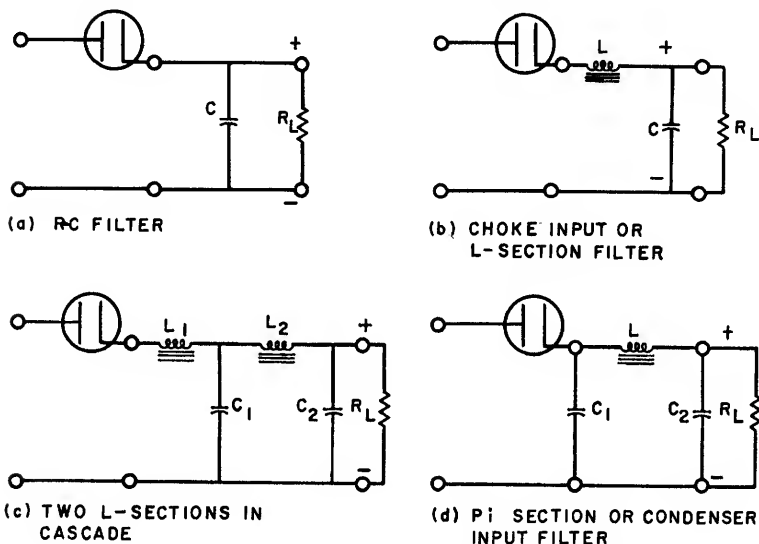 +
C
R_L
−
(a) RC FILTER
L
+
C
R_L
−
(b) CHOKE INPUT OR
L-SECTION FILTER
L1
L2
+
C1
C2
R_L
−
(c) TWO L-SECTIONS IN
CASCADE
L
+
C1
C2
R_L
−
(d) Pi SECTION OR CONDENSER
INPUT FILTER